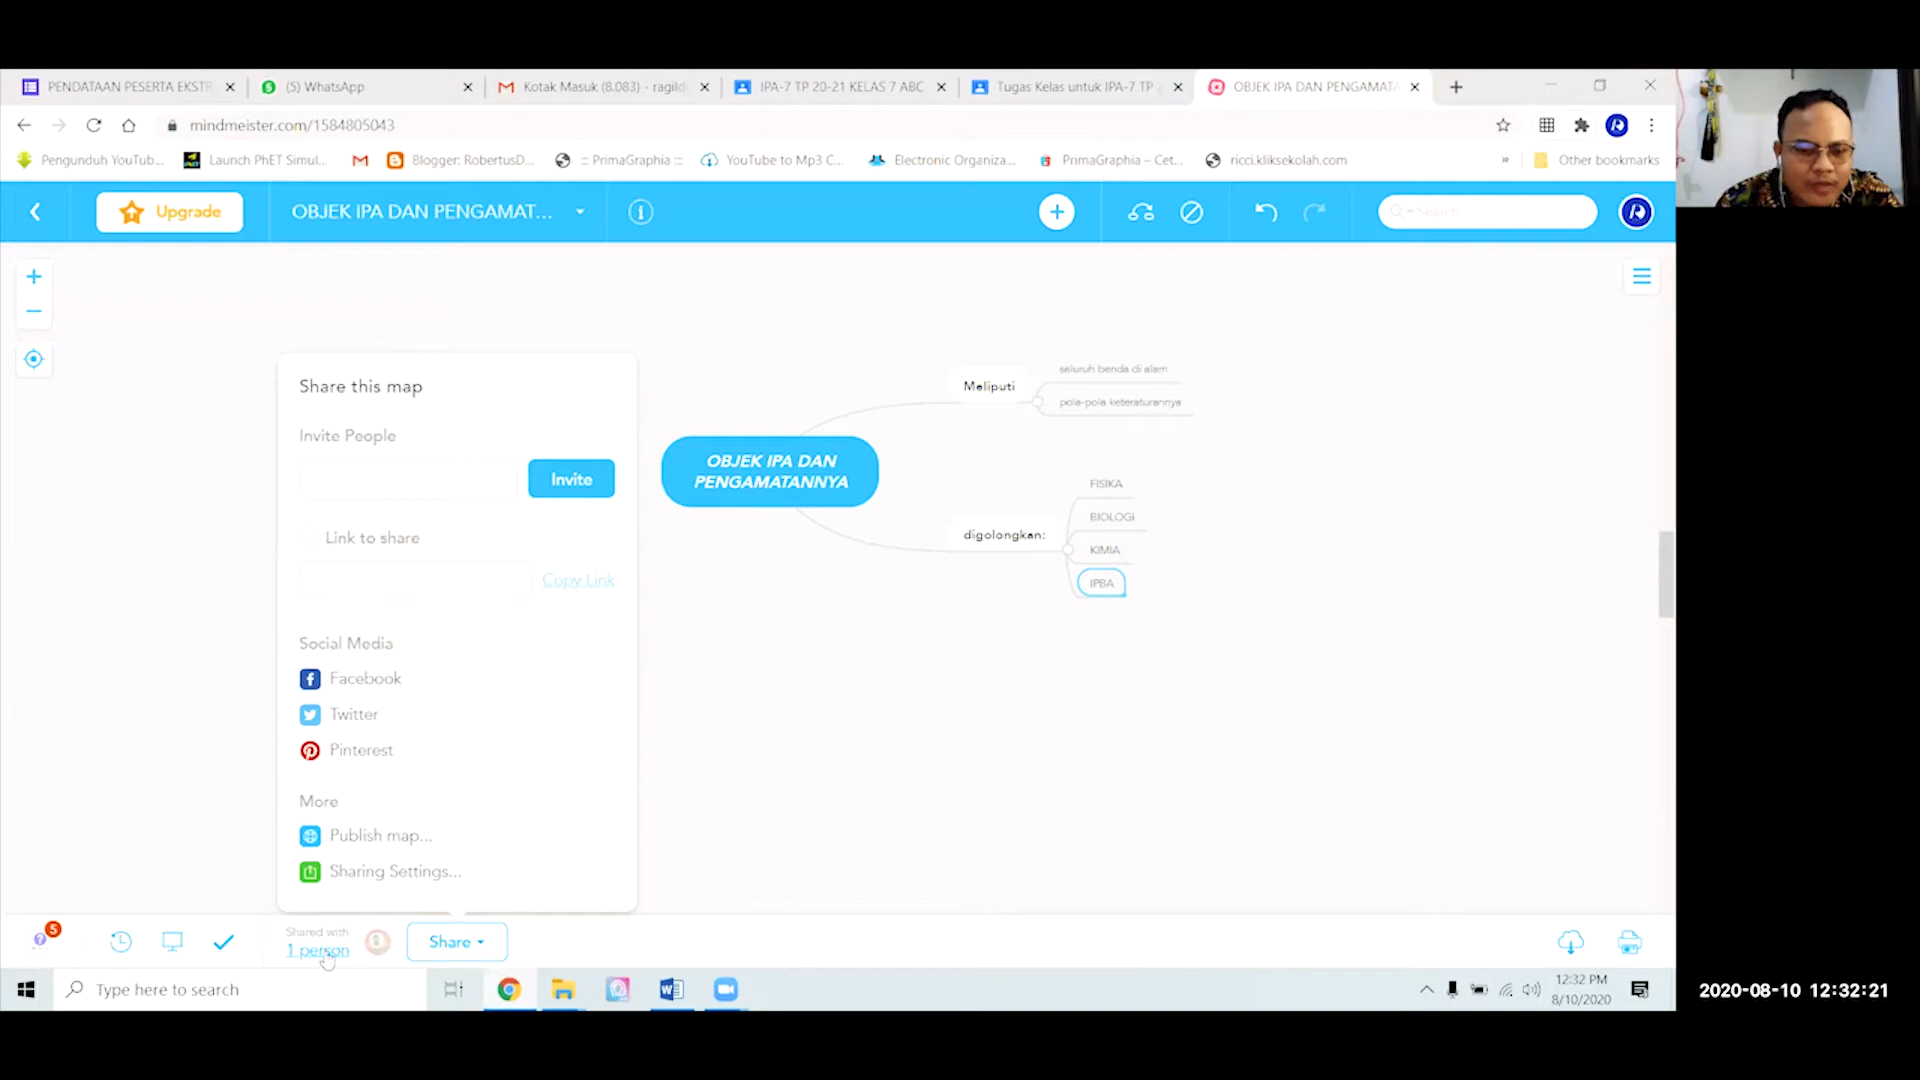 PENDATAAN PESERTA EKSTR
(5) WhatsApp
Kotak Masuk (8.083) - ragild
IPA-7 TP 20-21 KELAS 7 ABC
Tugas Kelas untuk IPA-7 TP
OBJEK IPA DAN PENGAMAT
mindmeister.com/1584805043
Pengunduh YouTub...
Launch PhET Simul...
Blogger: RobertusD...
:: PrimaGraphia ::
YouTube to Mp3 C...
Electronic Organiza...
PrimaGraphia – Cet...
ricci.kliksekolah.com
»
Other bookmarks
Upgrade
OBJEK IPA DAN PENGAMAT...
Search
Share this map
Invite People
Invite
Link to share
Copy Link
Social Media
Facebook
Twitter
Pinterest
More
Publish map...
Sharing Settings...
Meliputi
seluruh benda di alam
pola-pola keteraturannya
OBJEK IPA DAN
PENGAMATANNYA
digolongkan:
FISIKA
BIOLOGI
KIMIA
IPBA
5
Shared with
1 person
Share
Type here to search
12:32 PM
8/10/2020
2020-08-10 12:32:21